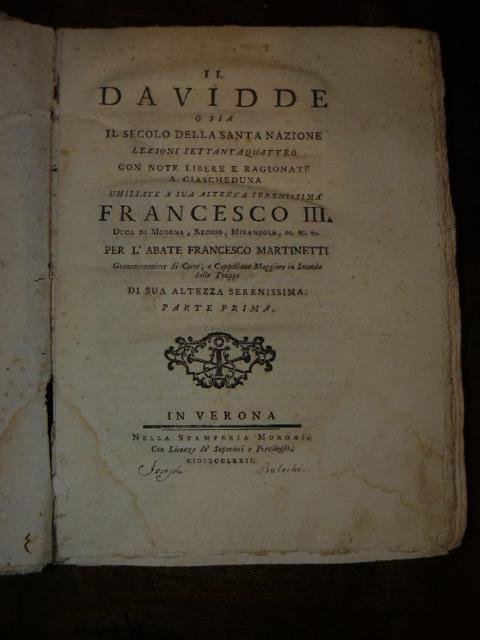 IL
DAVIDDE
O SIA
IL SECOLO DELLA SANTA NAZIONE
LEZIONI SETTANTAQUATTRO
CON NOTE LIBERE E RAGIONATE
A CIASCHEDUNA
UMILIATE A SUA ALTEZZA SERENISSIMA
FRANCESCO III.
DUCA DI MODENA, REGGIO, MIRANDOLA, ec. ec. ec.
PER L' ABATE FRANCESCO MARTINETTI
di Corte, e Cappellano Maggiore in Secondo
delle Truppe
DI SUA ALTEZZA SERENISSIMA.
PARTE PRIMA.
IN VERONA
NELLA STAMPERIA MORONI.
Con Licenza de' Superiori e Privilegio.
CIƆIƆCCLXXII.
Joseph